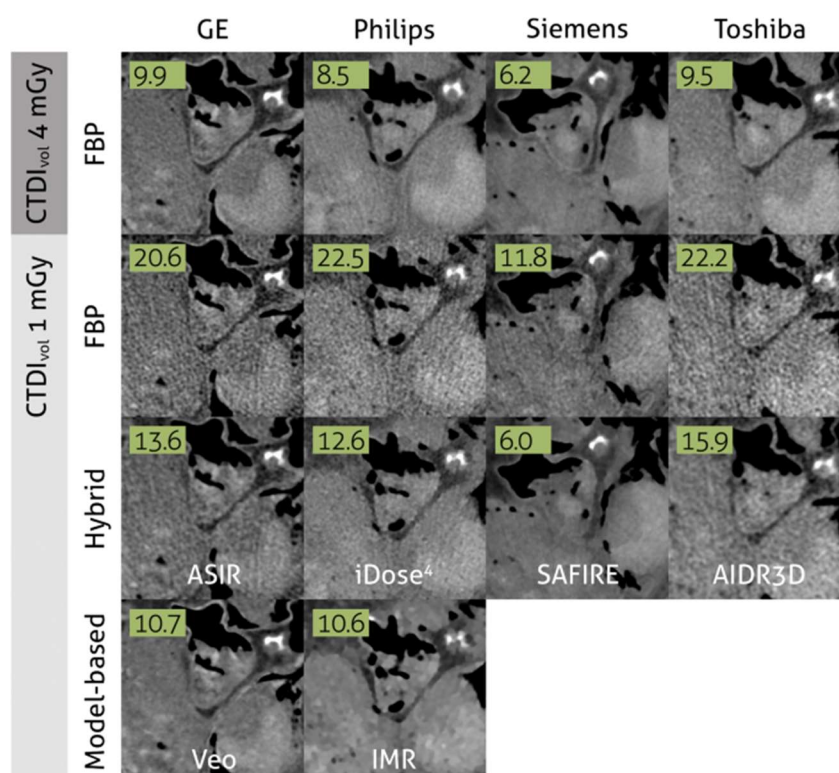 GE Philips Siemens Toshiba
CTDIvol 4 mGy
FBP
9.9 8.5 6.2 9.5
CTDIvol 1 mGy
FBP
20.6 22.5 11.8 22.2
Hybrid
13.6 12.6 6.0 15.9
ASIR iDose⁴ SAFIRE AIDR3D
Model-based
10.7 10.6
Veo IMR